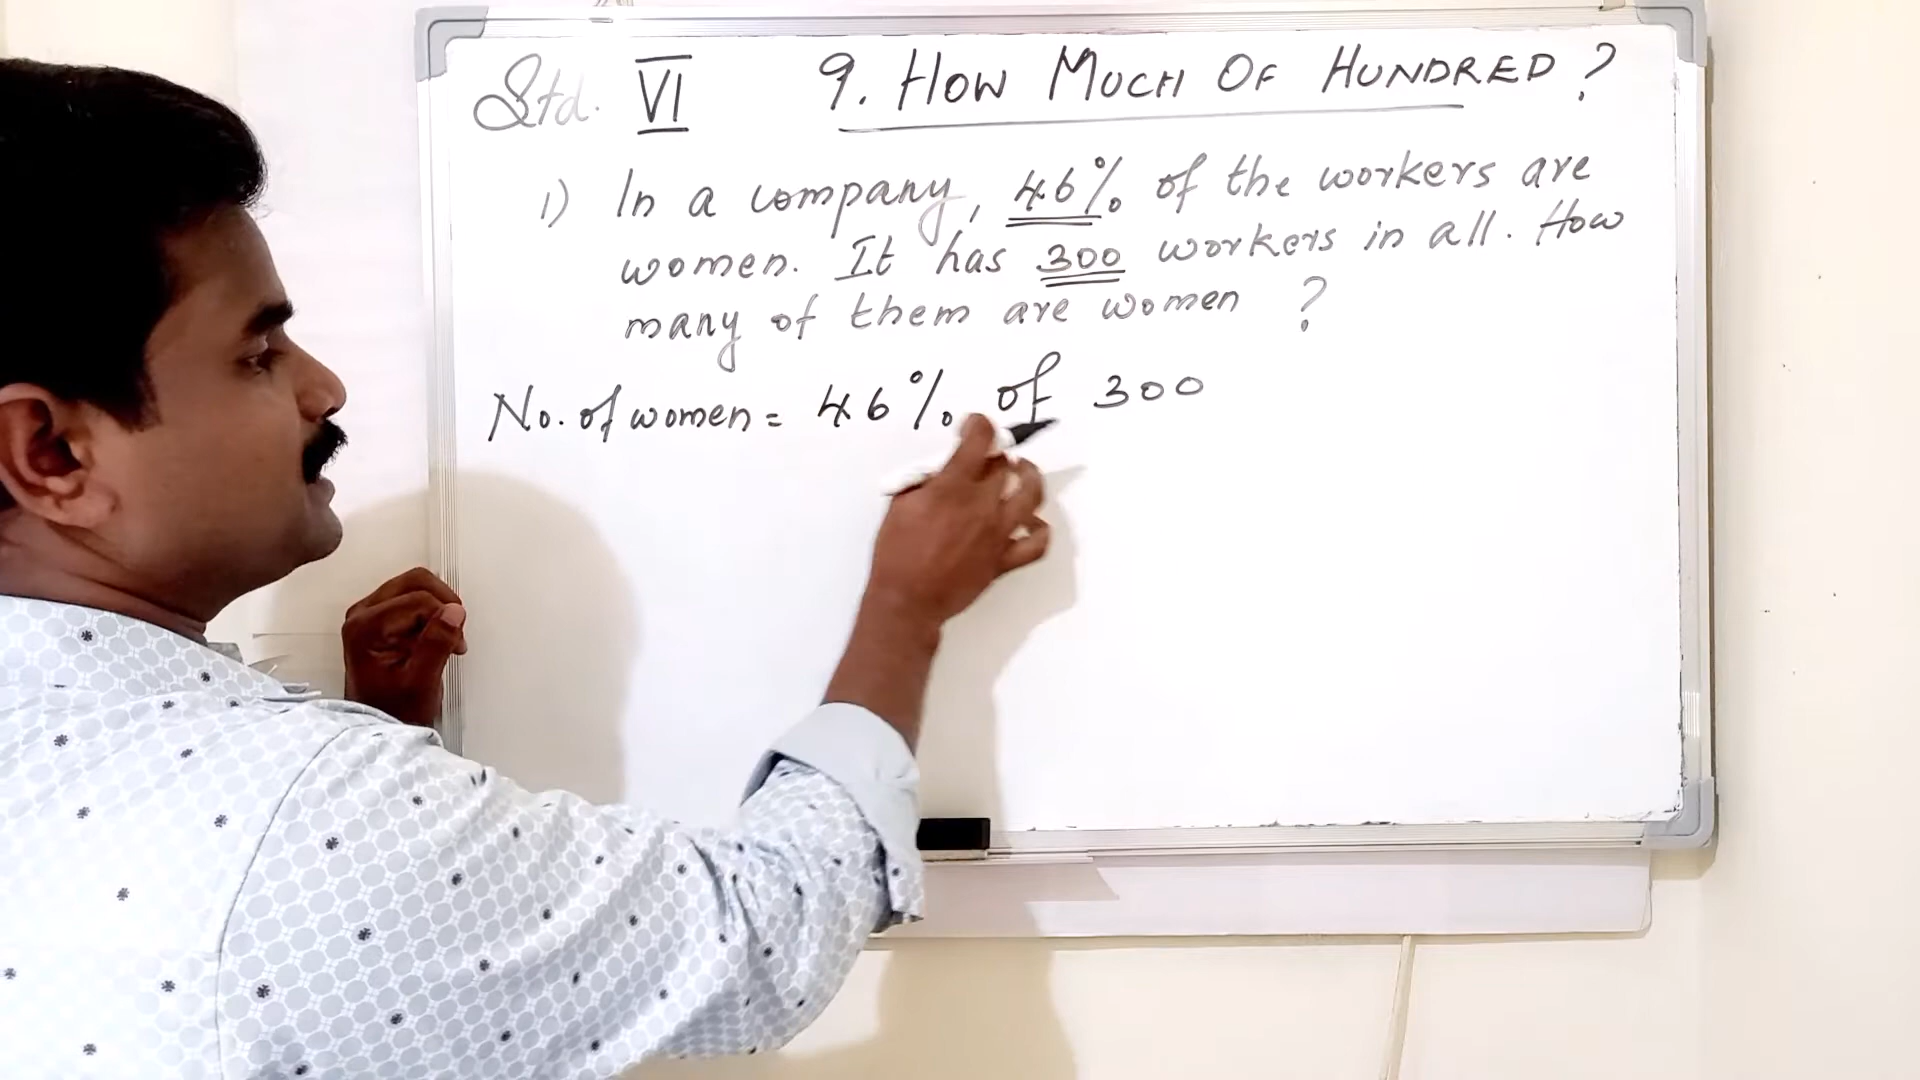 Std. VI 9. HOW MUCH OF HUNDRED ?
1) In a company, 46% of the workers are
women. It has 300 workers in all. How
many of them are women ?
No. of women = 46% of 300